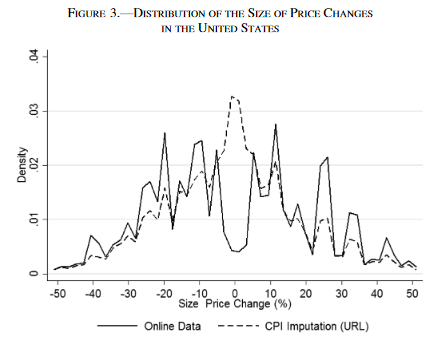 FIGURE 3.—DISTRIBUTION OF THE SIZE OF PRICE CHANGES
IN THE UNITED STATES
.04
.03
.02
.01
0
Density
-50 -40 -30 -20 -10 0 10 20 30 40 50
Size Price Change (%)
Online Data CPI Imputation (URL)